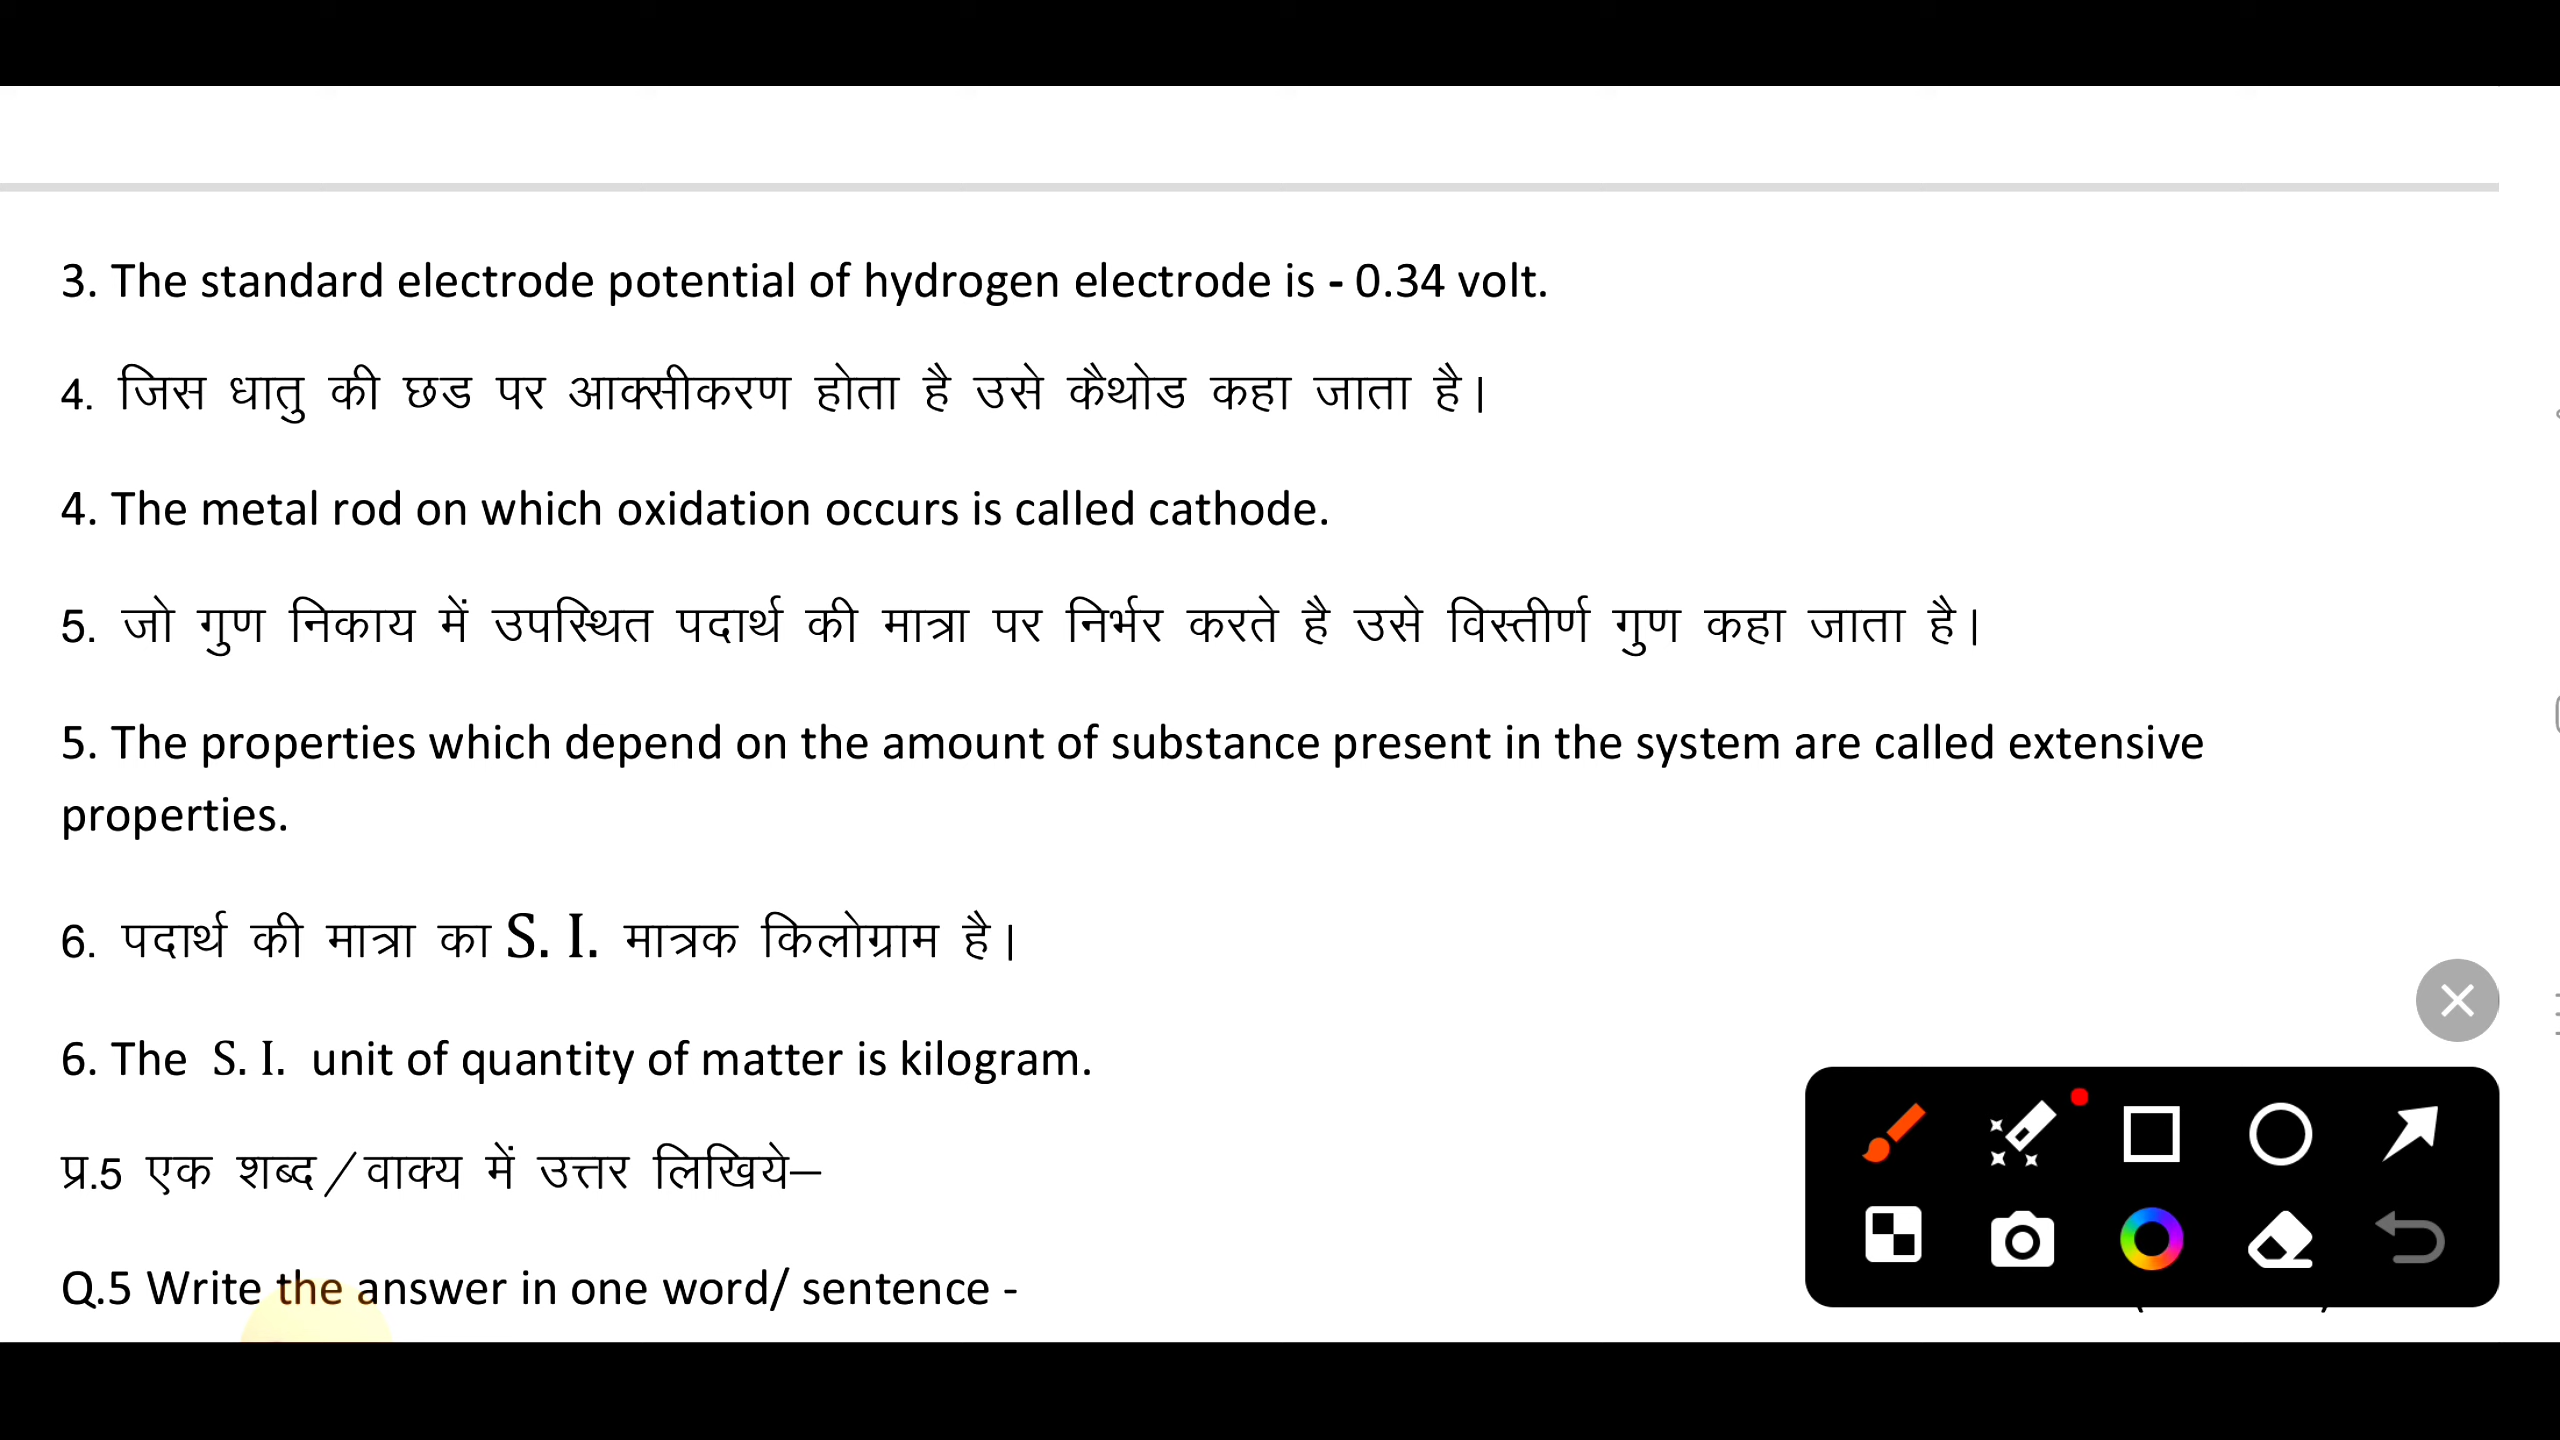 3. The standard electrode potential of hydrogen electrode is - 0.34 volt.
4. जिस धातु की छड पर आक्सीकरण होता है उसे कैथोड कहा जाता है।
4. The metal rod on which oxidation occurs is called cathode.
5. जो गुण निकाय में उपस्थित पदार्थ की मात्रा पर निर्भर करते है उसे विस्तीर्ण गुण कहा जाता है।
5. The properties which depend on the amount of substance present in the system are called extensive
properties.
6. पदार्थ की मात्रा का S. I. मात्रक किलोग्राम है।
6. The S. I. unit of quantity of matter is kilogram.
प्र.5 एक शब्द/वाक्य में उत्तर लिखिये–
Q.5 Write the answer in one word/ sentence -